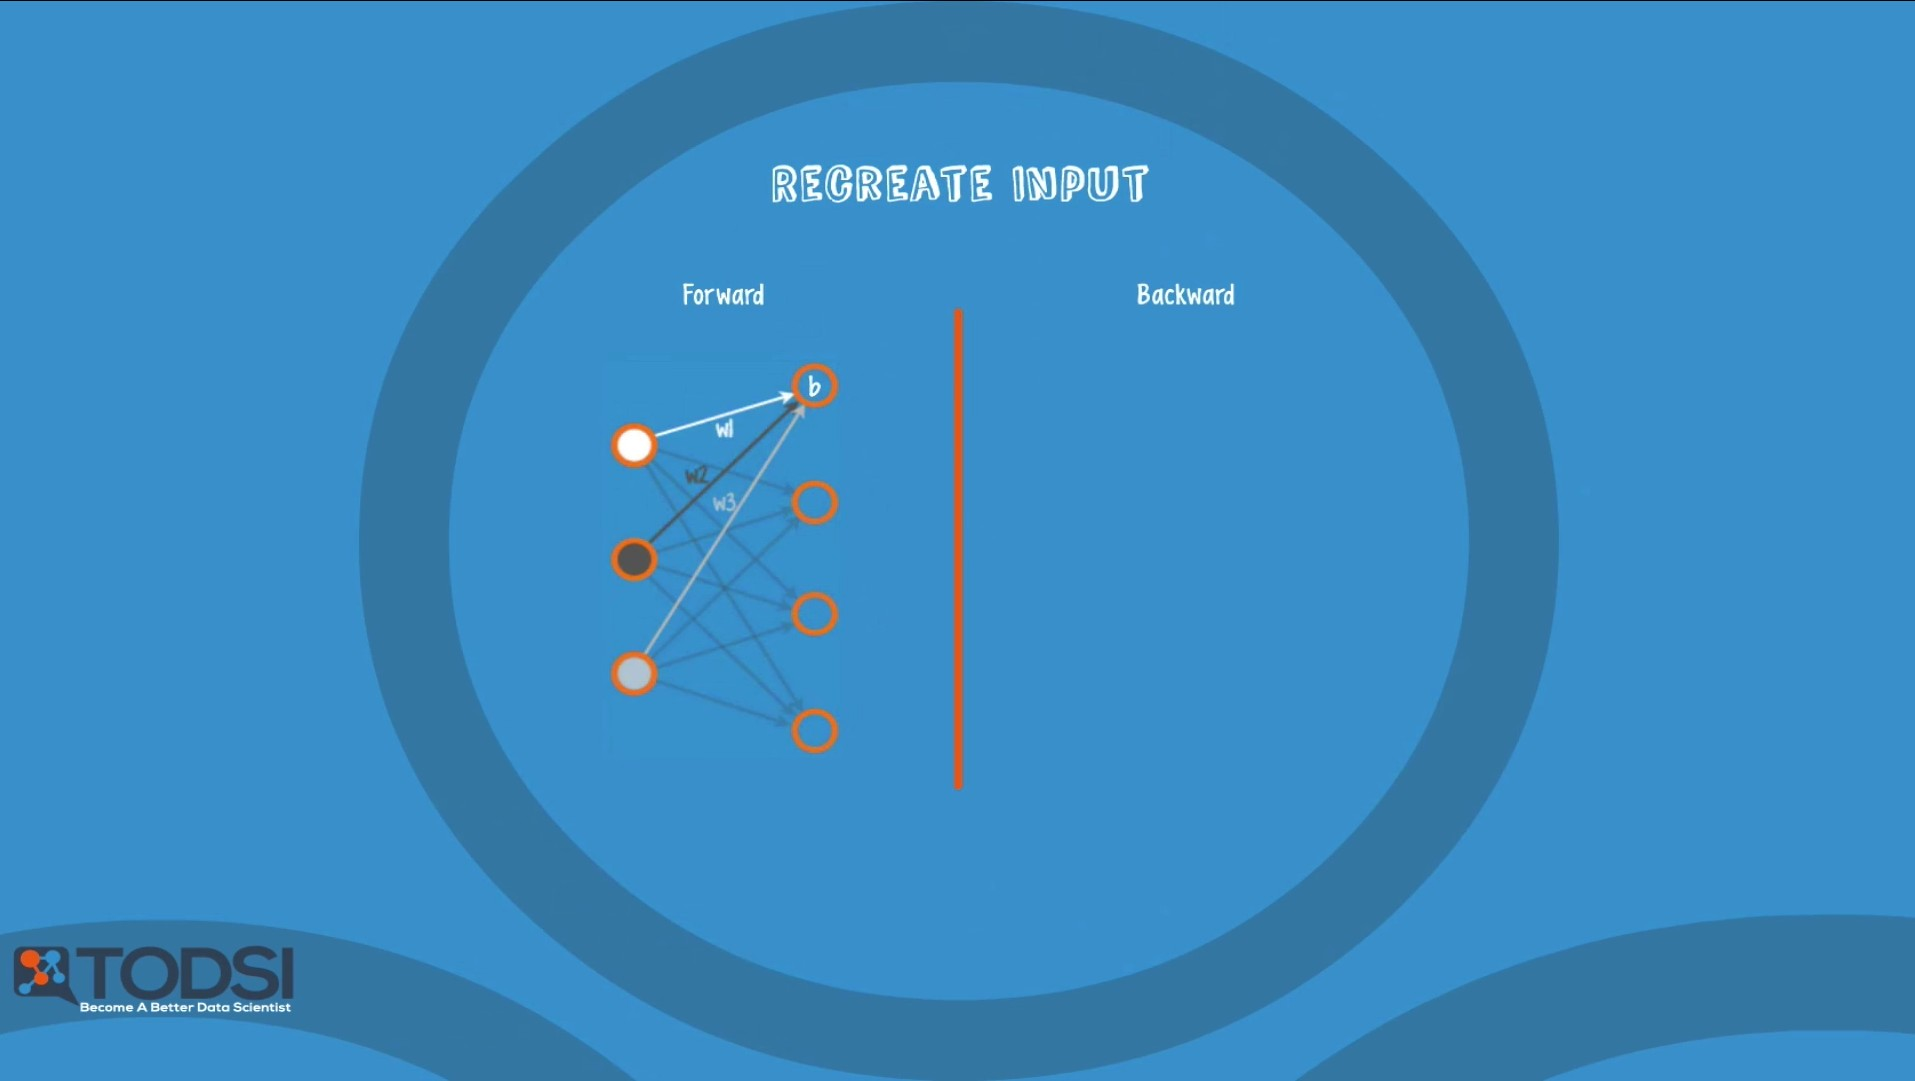 RECREATE INPUT
Forward
Backward
b
w1
w2
w3
TODSI
Become A Better Data Scientist